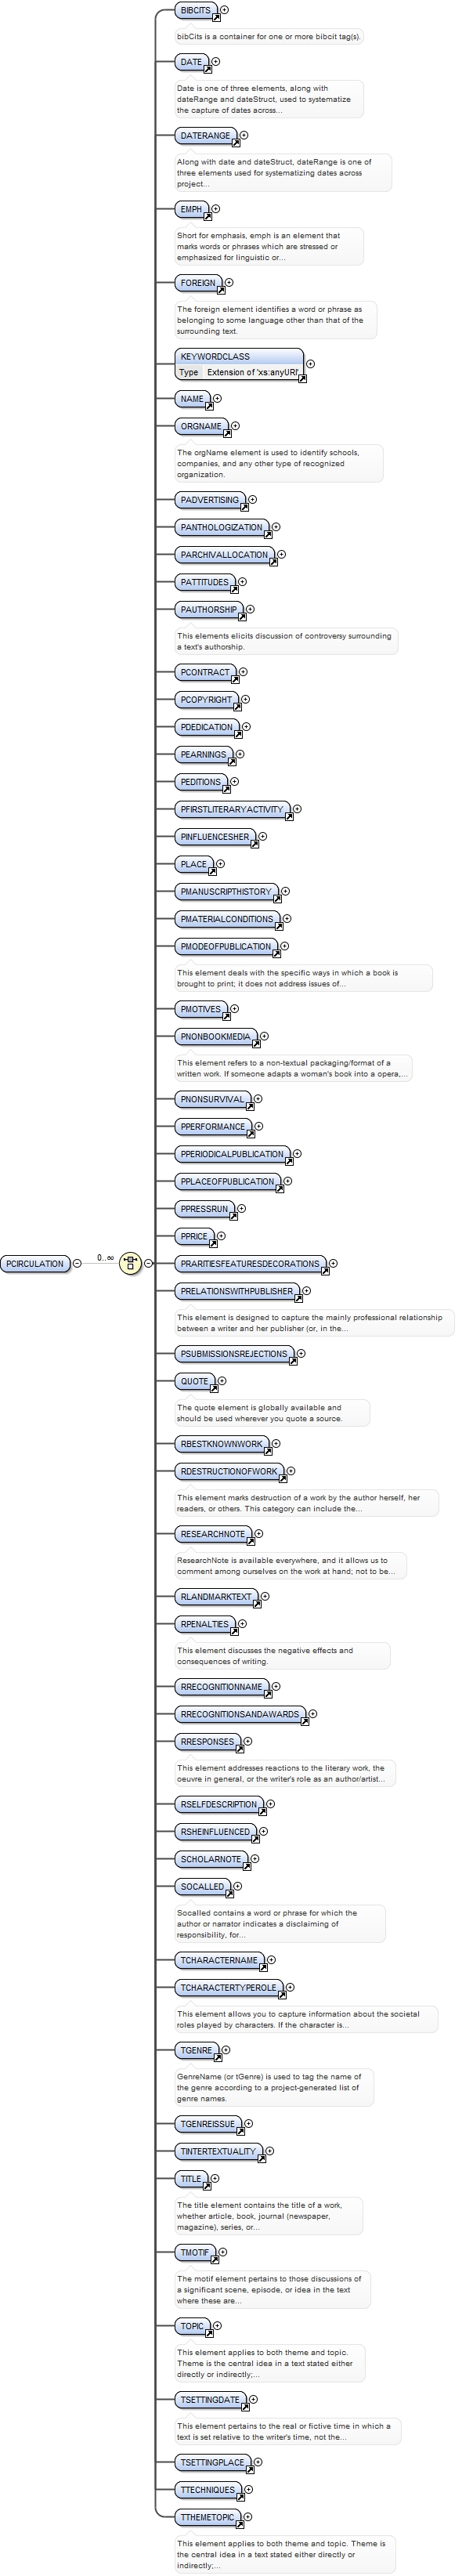 BIBCITS
bibCits is a container for one or more bibcit tag(s).
DATE
Date is one of three elements, along with
dateRange and dateStruct, used to systematize
the capture of dates across...
DATERANGE
Along with date and dateStruct, dateRange is one of
three elements used for systematizing dates across
project...
EMPH
Short for emphasis, emph is an element that
marks words or phrases which are stressed or
emphasized for linguistic or...
FOREIGN
The foreign element identifies a word or phrase as
belonging to some language other than that of the
surrounding text.
KEYWORDCLASS
Type Extension of 'xs:anyURI'
NAME
ORGNAME
The orgName element is used to identify schools,
companies, and any other type of recognized
organization.
PADVERTISING
PANTHOLOGIZATION
PARCHIVALLOCATION
PATTITUDES
PAUTHORSHIP
This elements elicits discussion of controversy surrounding
a text's authorship.
PCONTRACT
PCOPYRIGHT
PDEDICATION
PEARNINGS
PEDITIONS
PFIRSTLITERARYACTIVITY
PINFLUENCESHER
PLACE
PMANUSCRIPTHISTORY
PMATERIALCONDITIONS
PMODEOFPUBLICATION
This element deals with the specific ways in which a book is
brought to print; it does not address issues of...
PMOTIVES
PNONBOOKMEDIA
This element refers to a non-textual packaging/format of a
written work. If someone adapts a woman's book into a opera,...
PNONSURVIVAL
PPERFORMANCE
PPERIODICALPUBLICATION
PPLACEOFPUBLICATION
PPRESSRUN
PPRICE
PCIRCULATION 0..∞ PRARITIESFEATURESDECORATIONS
PRELATIONSWITHPUBLISHER
This element is designed to capture the mainly professional relationship
between a writer and her publisher (or, in the...
PSUBMISSIONSREJECTIONS
QUOTE
The quote element is globally available and
should be used wherever you quote a source.
RBESTKNOWNWORK
RDESTRUCTIONOFWORK
This element marks destruction of a work by the author herself, her
readers, or others. This category can include the...
RESEARCHNOTE
ResearchNote is available everywhere, and it allows us to
comment among ourselves on the work at hand; not to be...
RLANDMARKTEXT
RPENALTIES
This element discusses the negative effects and
consequences of writing.
RRECOGNITIONNAME
RRECOGNITIONSANDAWARDS
RRESPONSES
This element addresses reactions to the literary work, the
oeuvre in general, or the writer's role as an author/artist...
RSELFDESCRIPTION
RSHEINFLUENCED
SCHOLARNOTE
SOCALLED
Socalled contains a word or phrase for which the
author or narrator indicates a disclaiming of
responsibility, for...
TCHARACTERNAME
TCHARACTERTYPEROLE
This element allows you to capture information about the societal
roles played by characters. If the character is...
TGENRE
GenreName (or tGenre) is used to tag the name of
the genre according to a project-generated list of
genre names.
TGENREISSUE
TINTERTEXTUALITY
TITLE
The title element contains the title of a work,
whether article, book, journal (newspaper,
magazine), series, or...
TMOTIF
The motif element pertains to those discussions of
a significant scene, episode, or idea in the text
where these are...
TOPIC
This element applies to both theme and topic.
Theme is the central idea in a text stated either
directly or indirectly;...
TSETTINGDATE
This element pertains to the real or fictive time in which a
text is set relative to the writer's time, not the...
TSETTINGPLACE
TTECHNIQUES
TTHEMETOPIC
This element applies to both theme and topic. Theme is
the central idea in a text stated either directly or
indirectly;...